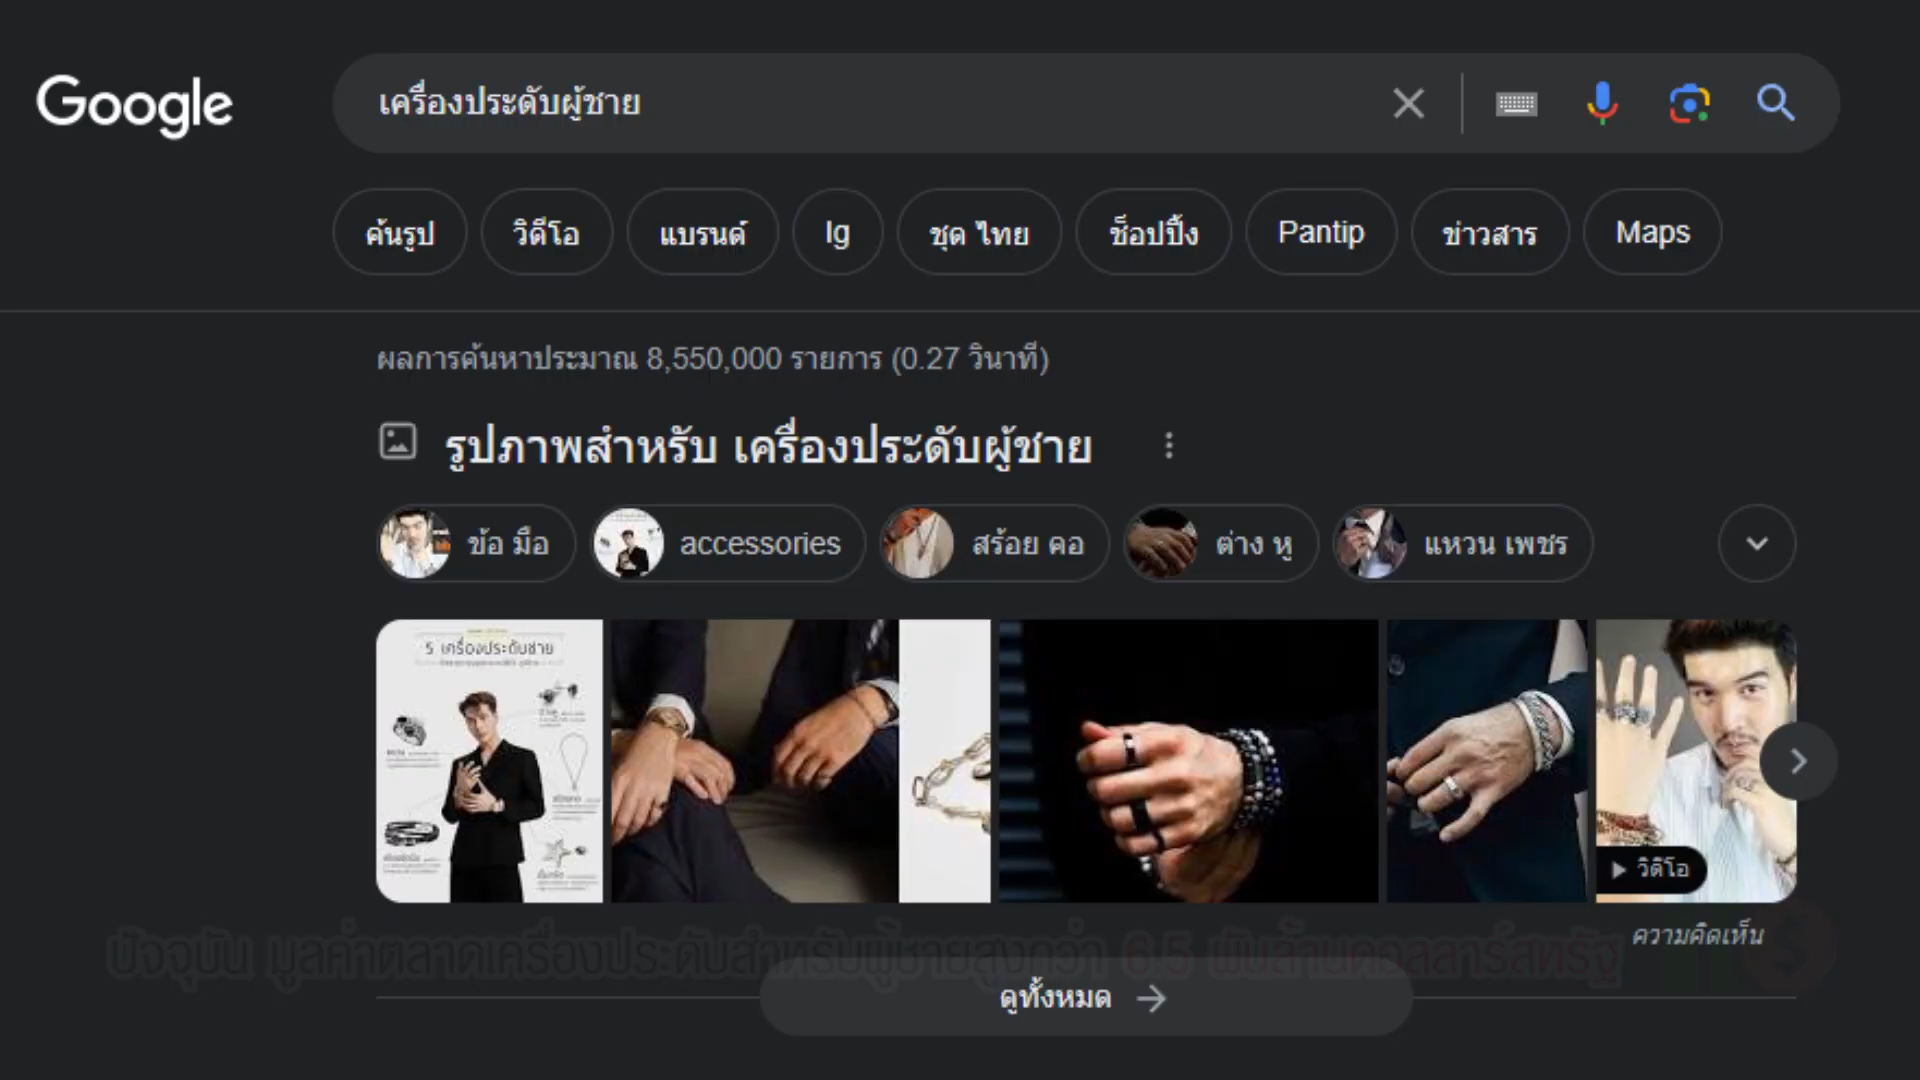 Google
เครื่องประดับผู้ชาย
ค้นรูป
วิดีโอ
แบรนด์
Ig
ชุด ไทย
ช็อปปิ้ง
Pantip
ข่าวสาร
Maps
ผลการค้นหาประมาณ 8,550,000 รายการ (0.27 วินาที)
รูปภาพสำหรับ เครื่องประดับผู้ชาย
ข้อ มือ
accessories
สร้อย คอ
ต่าง หู
แหวน เพชร
5 เครื่องประดับชาย
วิดีโอ
ความคิดเห็น
ปัจจุบัน มูลค่าตลาดเครื่องประดับสำหรับผู้ชายสูงกว่า 6.5 พันล้านดอลลาร์สหรัฐ
ดูทั้งหมด